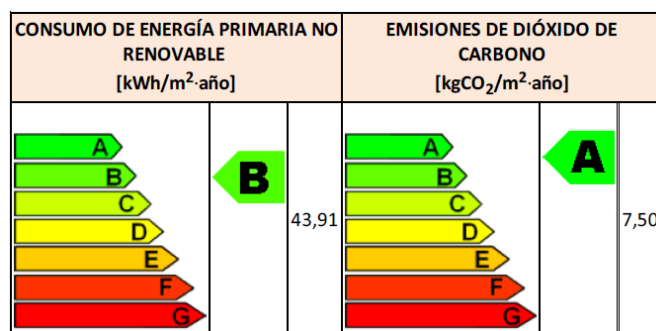 CONSUMO DE ENERGÍA PRIMARIA NO
RENOVABLE
[kWh/m²·año]
EMISIONES DE DIÓXIDO DE
CARBONO
[kgCO₂/m²·año]
A
B
C
D
E
F
G
B
43,91
A
B
C
D
E
F
G
A
7,50